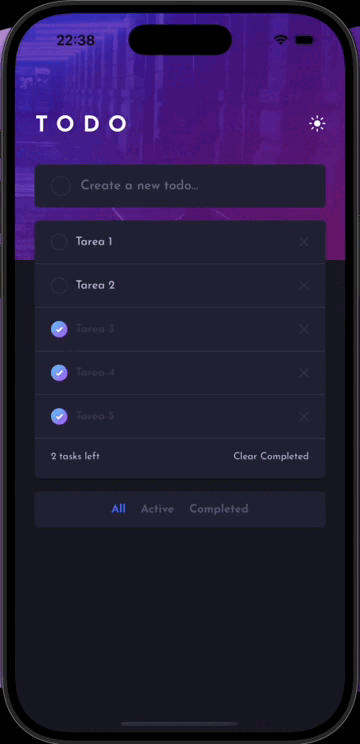 22:38
TODO
Create a new todo...
Tarea 1
Tarea 2
Tarea 3
Tarea 4
Tarea 5
2 tasks left Clear Completed
All Active Completed